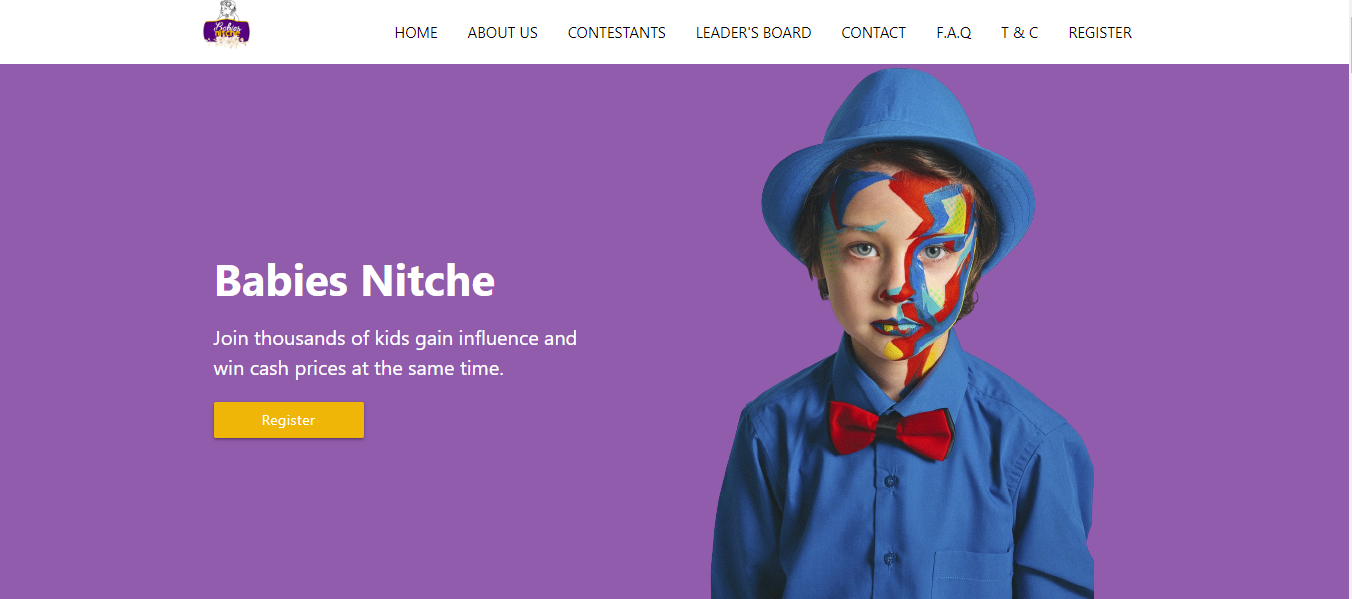 Babies
NITCHE
HOME ABOUT US CONTESTANTS LEADER'S BOARD CONTACT F.A.Q T & C REGISTER
Babies Nitche
Join thousands of kids gain influence and
win cash prices at the same time.
Register